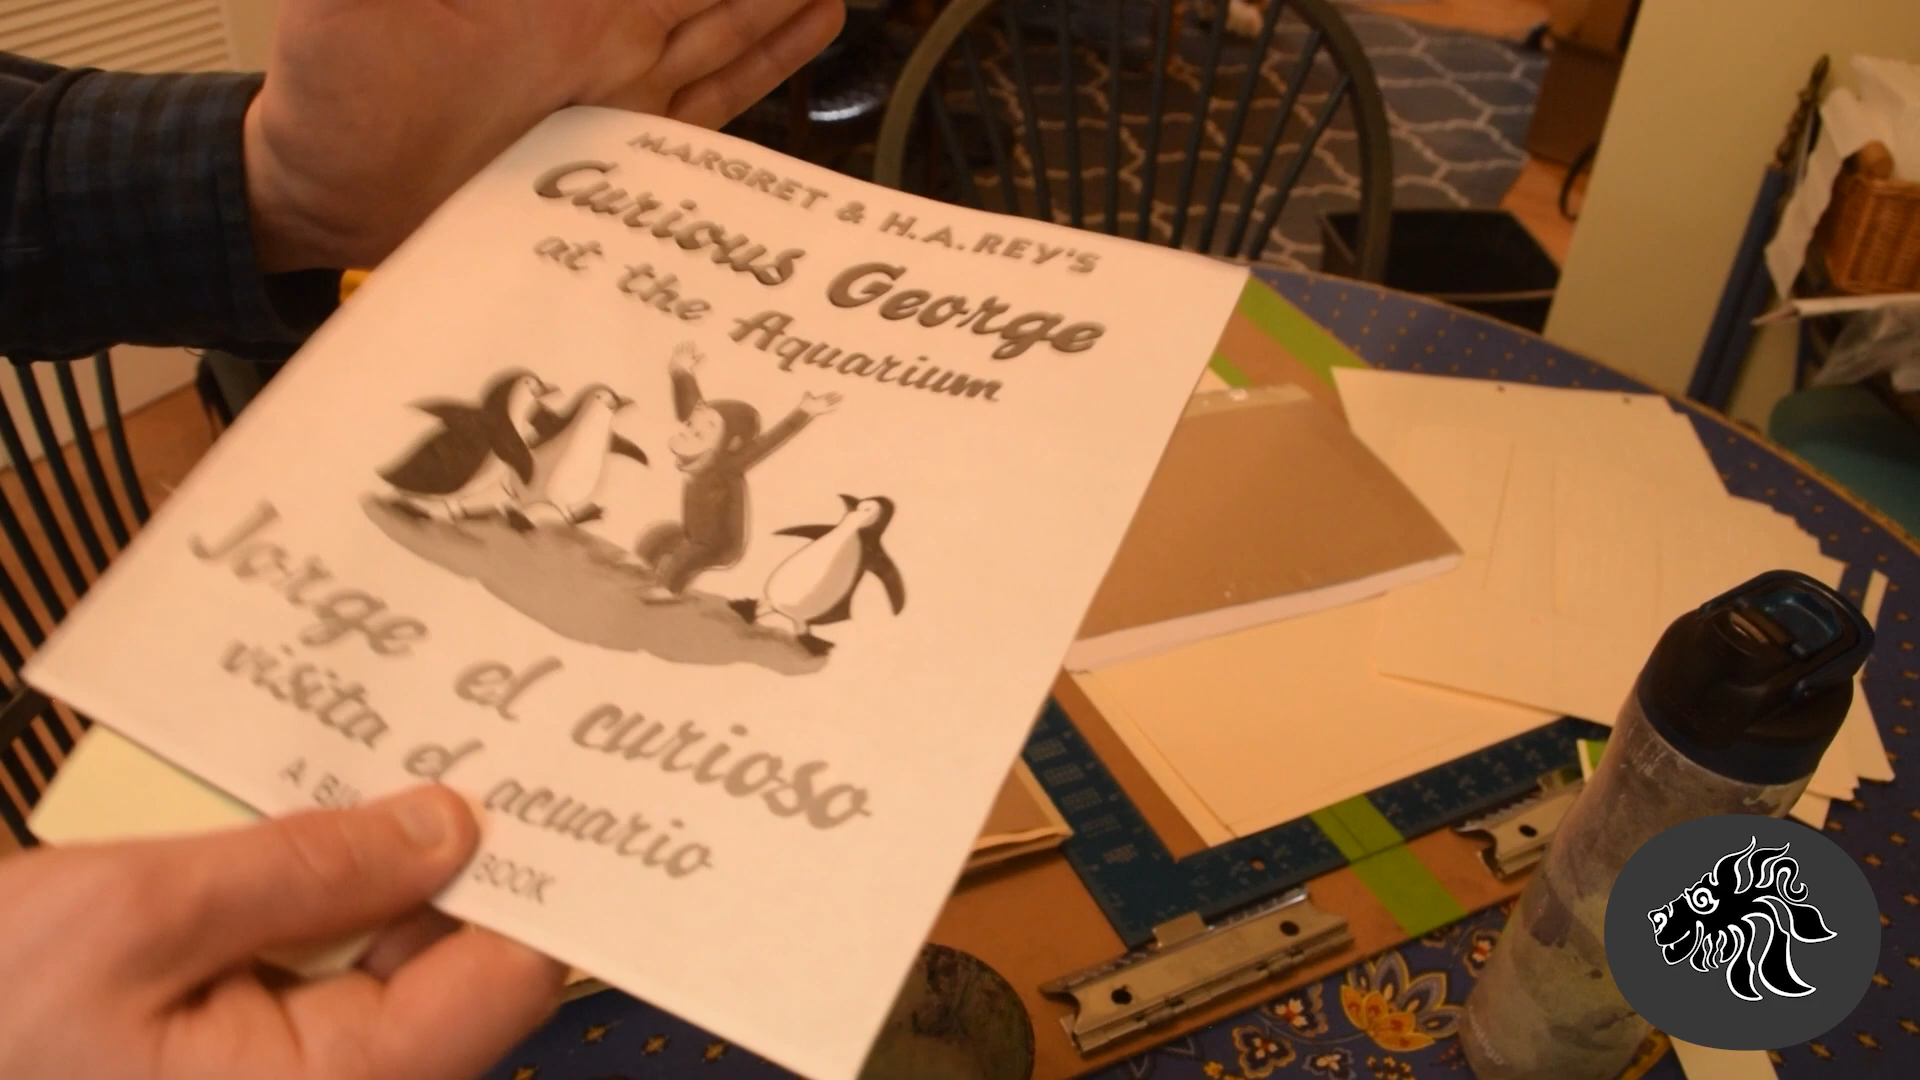 MARGRET & H.A.REY'S
Curious George
at the Aquarium
Jorge el curioso
visita el acuario
A BOOK